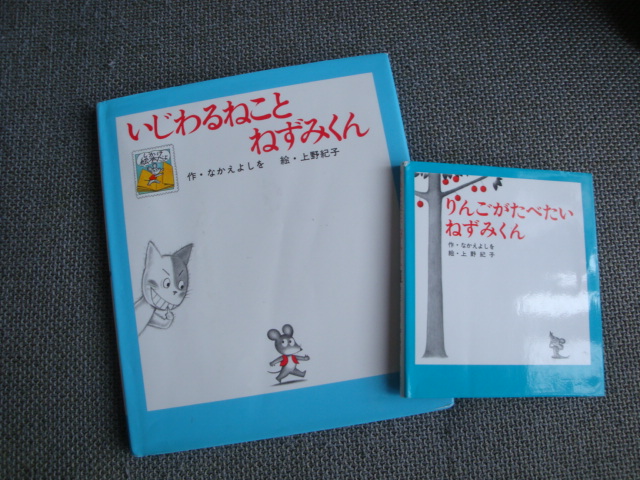 いじわるねこと
ねずみくん
作・なかえよしを 絵・上野紀子
りんごがたべたい
ねずみくん
作・なかえよしを
絵・上野紀子